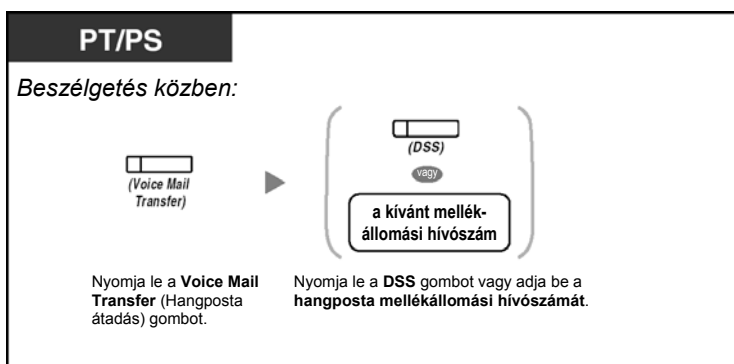 PT/PS
Beszélgetés közben:
(Voice Mail
Transfer)
(DSS)
vagy
a kívánt mellék-
állomási hívószám
Nyomja le a Voice Mail
Transfer (Hangposta
átadás) gombot.
Nyomja le a DSS gombot vagy adja be a
hangposta mellékállomási hívószámát.